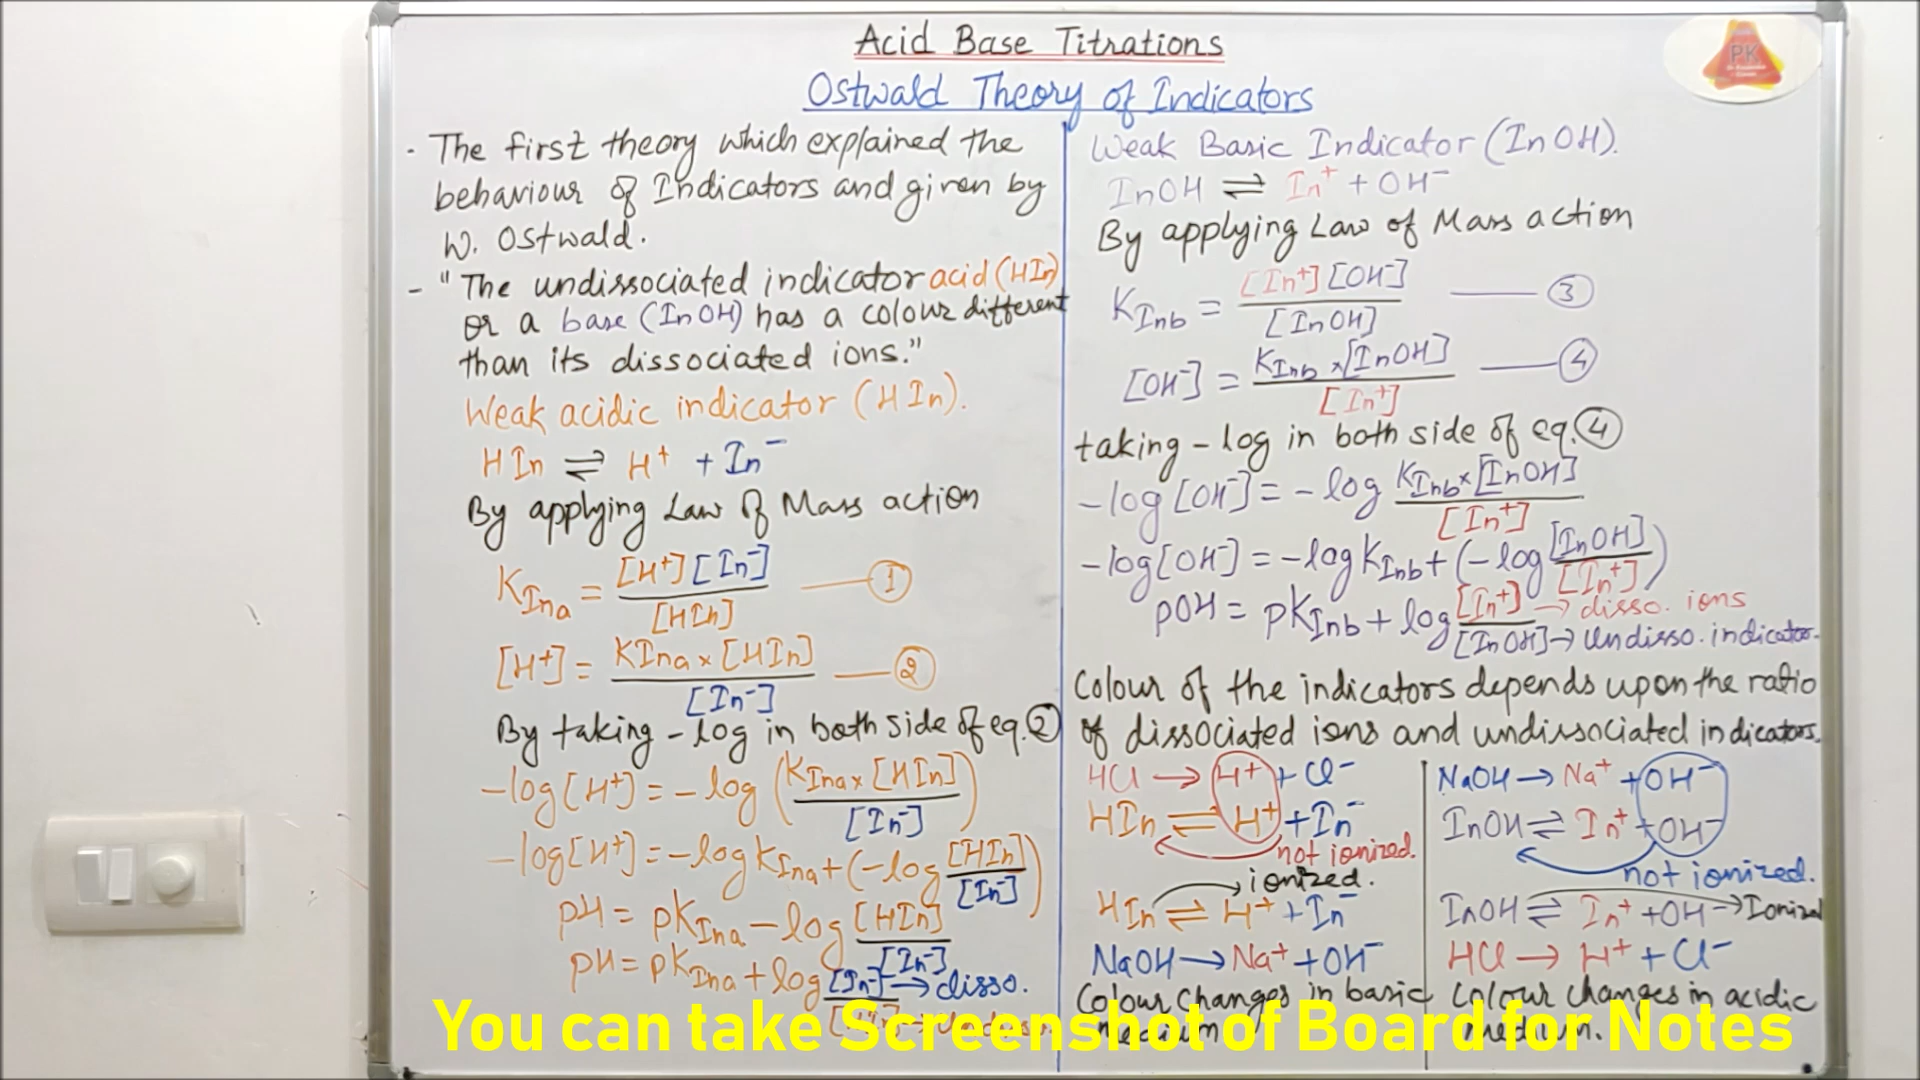 Acid Base Titrations
Ostwald Theory of Indicators
- The first theory which explained the
behaviour of Indicators and given by
W. Ostwald.
- "The undissociated indicator acid (HIn)
or a base (InOH) has a colour different
than its dissociated ions."
Weak acidic indicator (HIn).
HIn ⇌ H⁺ + In⁻
By applying Law of Mass action
K_Ina = [H⁺][In⁻] / [HIn] —— ①
[H⁺] = K_Ina × [HIn] / [In⁻] —— ②
By taking -log in both side of eq. ②
-log[H⁺] = -log (K_Ina × [HIn] / [In⁻])
-log[H⁺] = -log K_Ina + (-log [HIn] / [In⁻])
pH = pK_Ina - log [HIn] / [In⁻]
pH = pK_Ina + log [In⁻] → disso.
Weak Basic Indicator (InOH).
InOH ⇌ In⁺ + OH⁻
By applying Law of Mass action
K_Inb = [In⁺][OH⁻] / [InOH] —— ③
[OH⁻] = K_Inb × [InOH] / [In⁺] —— ④
taking -log in both side of eq. ④
-log[OH⁻] = -log K_Inb × [InOH] / [In⁺]
-log[OH⁻] = -log K_Inb + (-log [InOH] / [In⁺])
pOH = pK_Inb + log [In⁺] → disso. ions / [InOH] → Undisso. indicator.
Colour of the indicators depends upon the ratio
of dissociated ions and undissociated indicators.
HCl → H⁺ + Cl⁻
HIn ⇌ H⁺ + In⁻
not ionized.
ionized.
HIn ⇌ H⁺ + In⁻
NaOH → Na⁺ + OH⁻
Colour changes in basic
medium
NaOH → Na⁺ + OH⁻
InOH ⇌ In⁺ + OH⁻
not ionized.
InOH ⇌ In⁺ + OH⁻ → Ionized
HCl → H⁺ + Cl⁻
Colour changes in acidic
medium.
You can take Screenshot of Board for Notes
PK